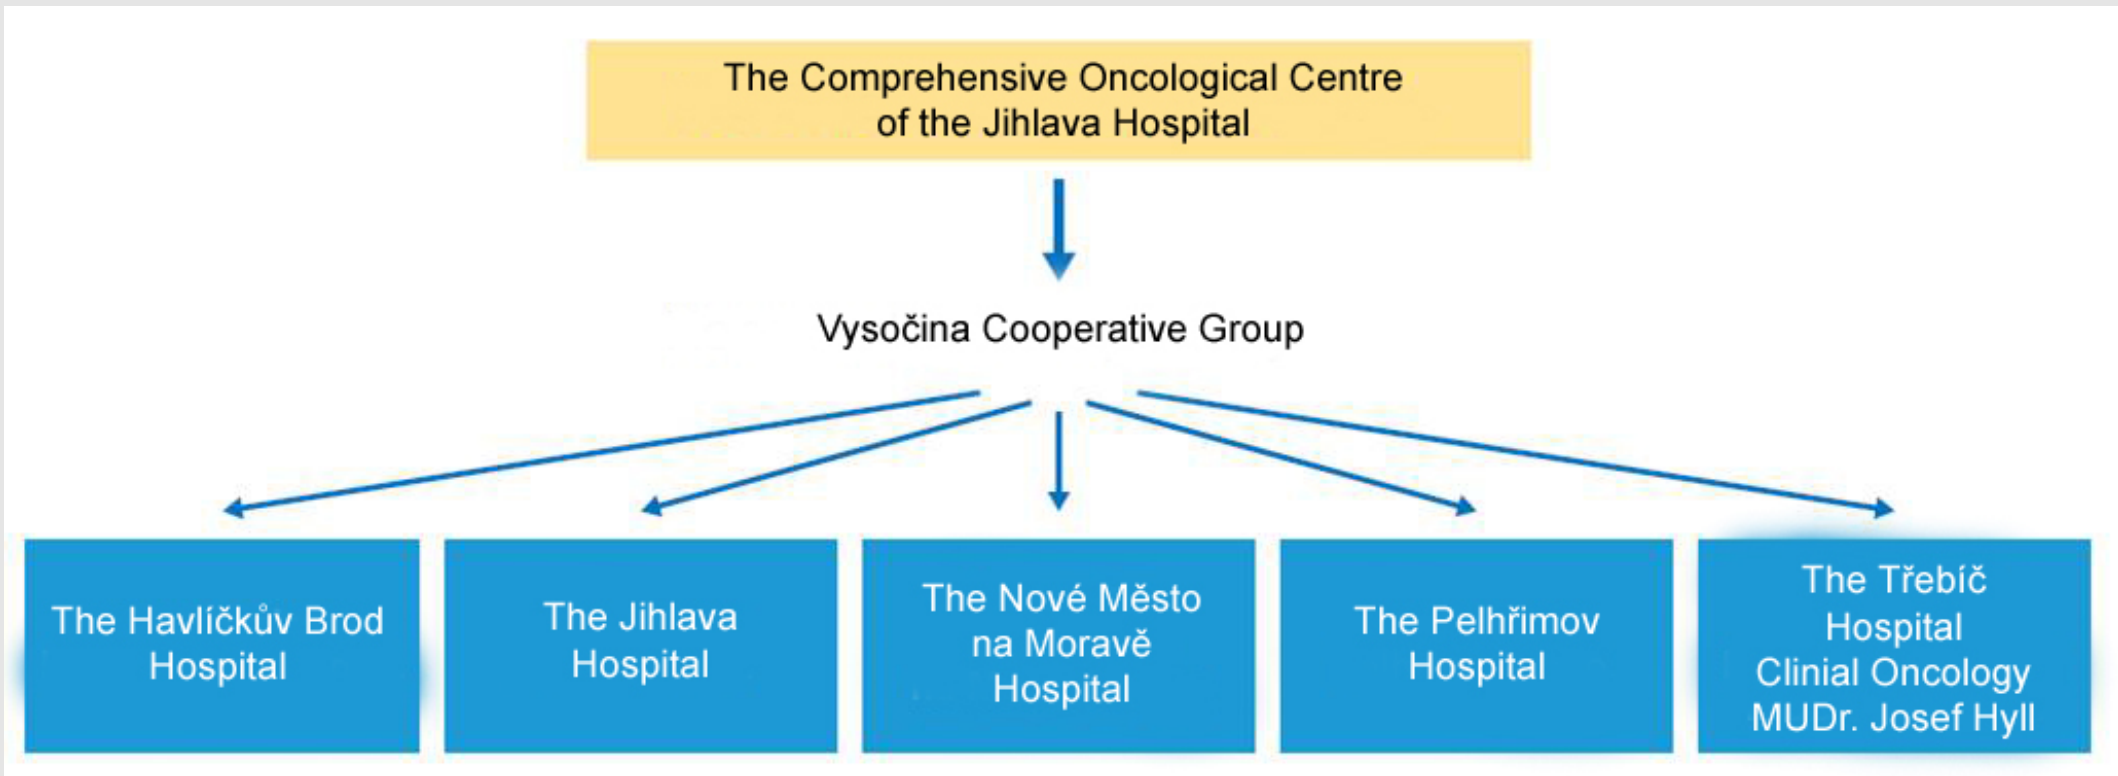 The Comprehensive Oncological Centre
of the Jihlava Hospital
Vysočina Cooperative Group
The Havlíčkův Brod
Hospital
The Jihlava
Hospital
The Nové Město
na Moravě
Hospital
The Pelhřimov
Hospital
The Třebíč
Hospital
Clinial Oncology
MUDr. Josef Hyll